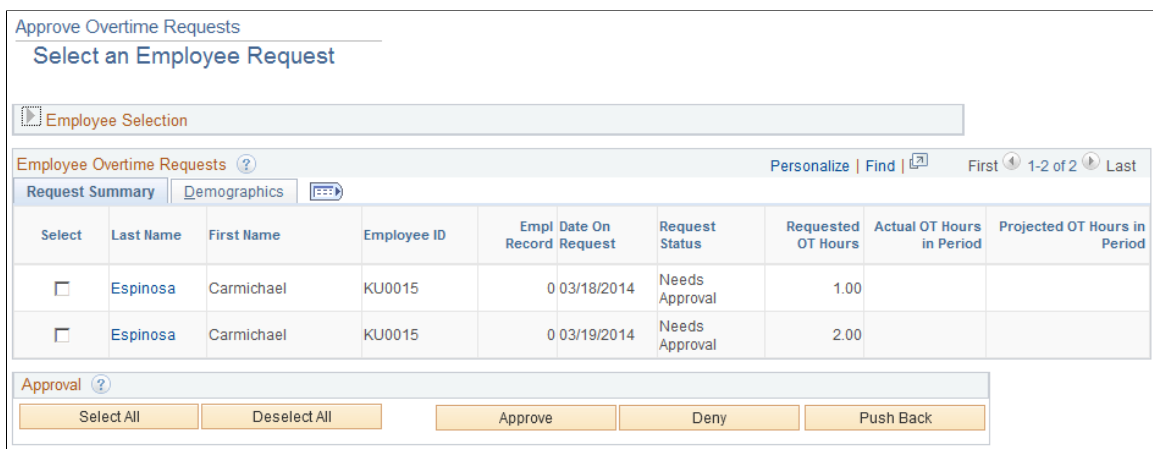 Approve Overtime Requests
Select an Employee Request
Employee Selection
Employee Overtime Requests ? Personalize | Find | First 1-2 of 2 Last
Request Summary Demographics
Select Last Name First Name Employee ID Empl Record Date On Request Request Status Requested OT Hours Actual OT Hours in Period Projected OT Hours in Period
Espinosa Carmichael KU0015 0 03/18/2014 Needs Approval 1.00
Espinosa Carmichael KU0015 0 03/19/2014 Needs Approval 2.00
Approval ?
Select All Deselect All Approve Deny Push Back